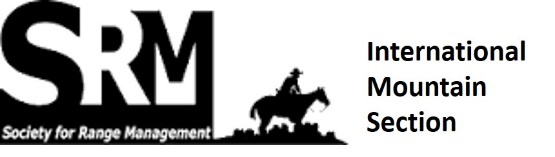 SRM
Society for Range Management
International
Mountain
Section